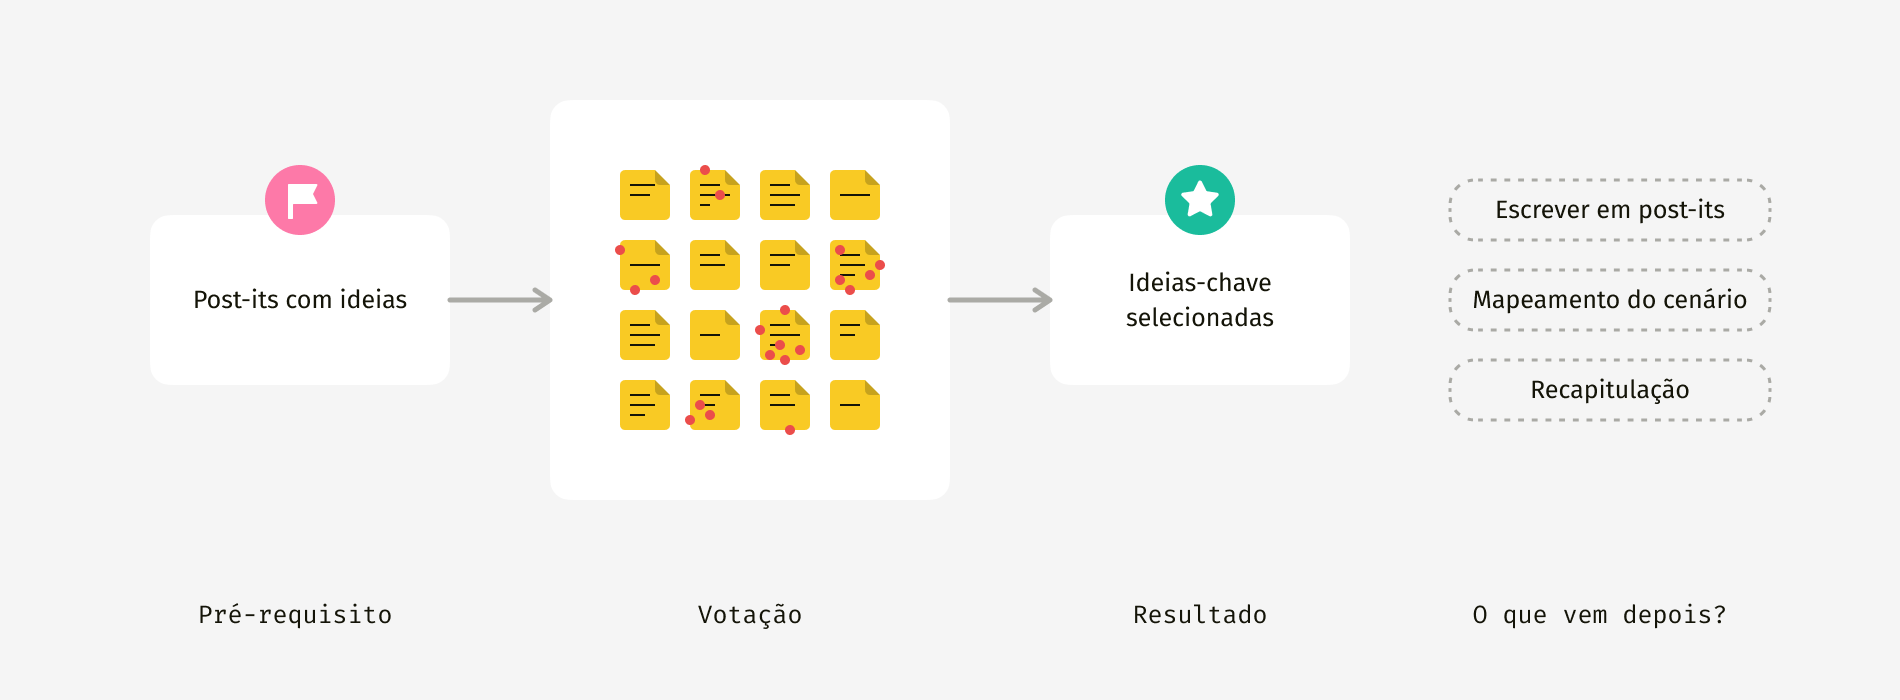 Post-its com ideias
Ideias-chave
selecionadas
Escrever em post-its
Mapeamento do cenário
Recapitulação
Pré-requisito
Votação
Resultado
O que vem depois?